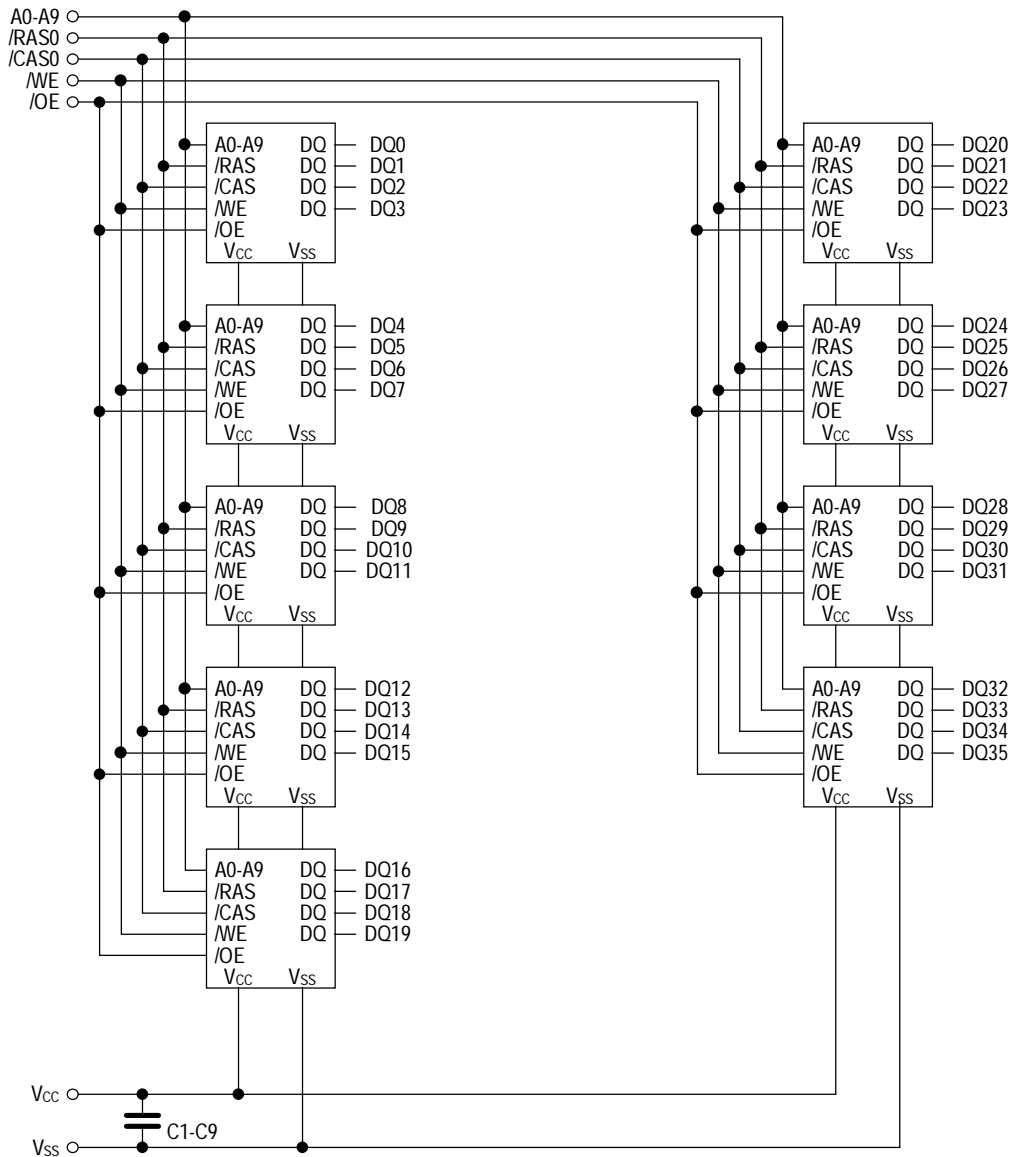 A0-A9
/RAS0
/CAS0
/WE
/OE
A0-A9 DQ DQ0
/RAS DQ DQ1
/CAS DQ DQ2
/WE DQ DQ3
/OE
VCC VSS
A0-A9 DQ DQ4
/RAS DQ DQ5
/CAS DQ DQ6
/WE DQ DQ7
/OE
VCC VSS
A0-A9 DQ DQ8
/RAS DQ DQ9
/CAS DQ DQ10
/WE DQ DQ11
/OE
VCC VSS
A0-A9 DQ DQ12
/RAS DQ DQ13
/CAS DQ DQ14
/WE DQ DQ15
/OE
VCC VSS
A0-A9 DQ DQ16
/RAS DQ DQ17
/CAS DQ DQ18
/WE DQ DQ19
/OE
VCC VSS
A0-A9 DQ DQ20
/RAS DQ DQ21
/CAS DQ DQ22
/WE DQ DQ23
/OE
VCC VSS
A0-A9 DQ DQ24
/RAS DQ DQ25
/CAS DQ DQ26
/WE DQ DQ27
/OE
VCC VSS
A0-A9 DQ DQ28
/RAS DQ DQ29
/CAS DQ DQ30
/WE DQ DQ31
/OE
VCC VSS
A0-A9 DQ DQ32
/RAS DQ DQ33
/CAS DQ DQ34
/WE DQ DQ35
/OE
VCC VSS
VCC
C1-C9
VSS